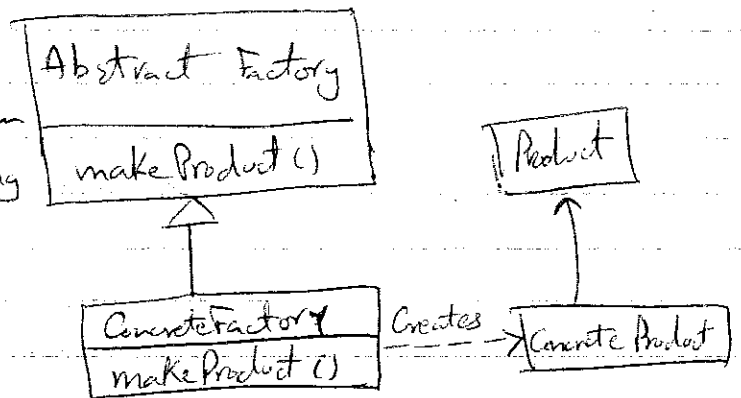 Abstract Factory
makeProduct()
Product
ConcreteFactory
makeProduct()
Creates
Concrete Product